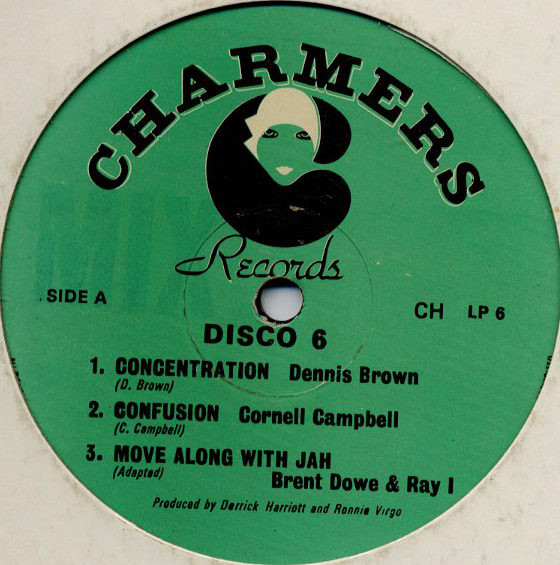 CHARMERS
Records
MIX
SIDE A
CH LP 6
DISCO 6
1. CONCENTRATION Dennis Brown
(D. Brown)
2. CONFUSION Cornell Campbell
(C. Campbell)
3. MOVE ALONG WITH JAH
(Adapted)
Brent Dowe & Ray I
Produced by Derrick Harriott and Ronnie Virgo